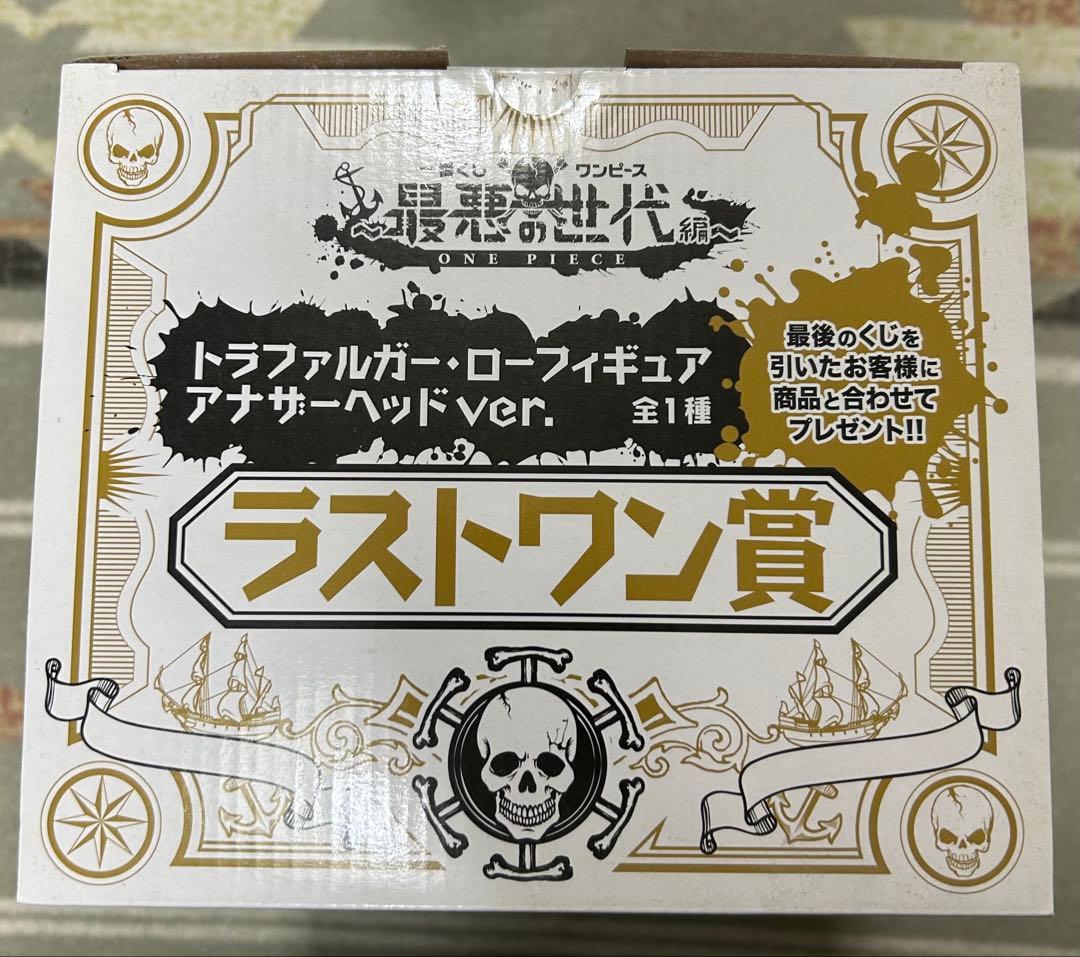 一番くじ ワンピース
～最悪の世代編～
ONE PIECE
トラファルガー・ローフィギュア
アナザーヘッドver. 全1種
最後のくじを
引いたお客様に
商品と合わせて
プレゼント!!
ラストワン賞